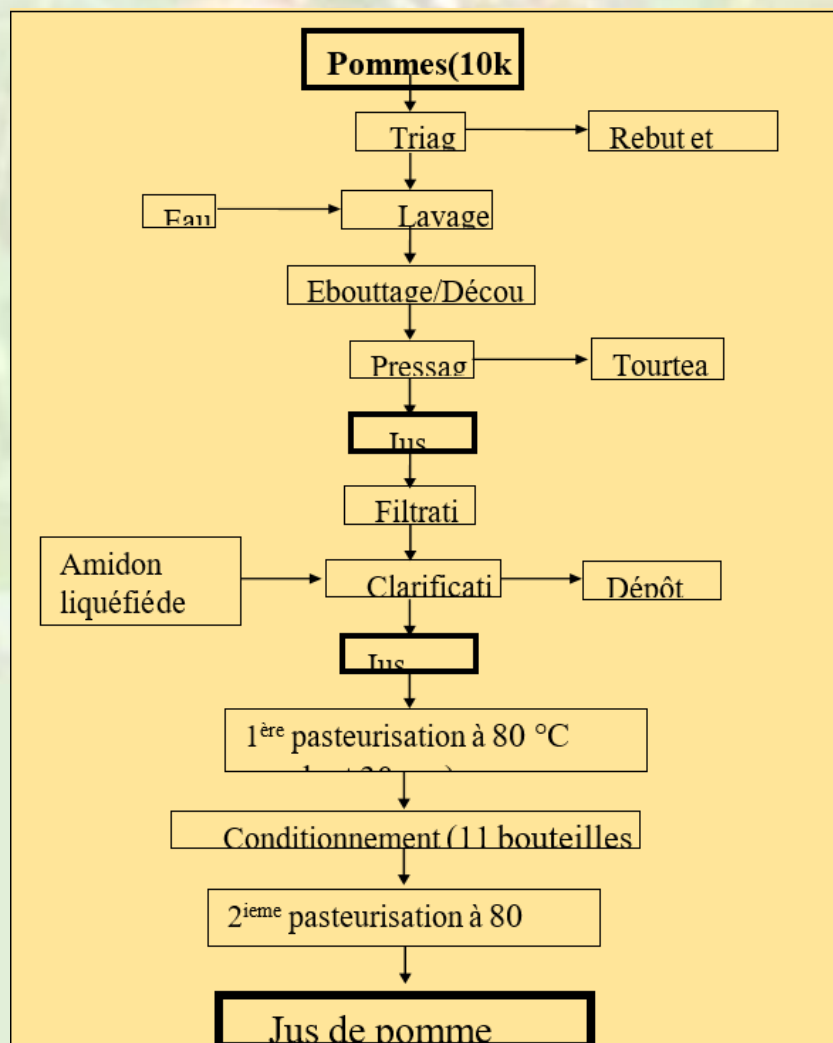 Pommes(10k
Triag
Rebut et
Eau
Lavage
Ebouttage/Décou
Pressag
Tourtea
Jus
Filtrati
Amidon
liquéfiéde
Clarificati
Dépôt
Jus
1ère pasteurisation à 80 °C
Conditionnement (11 bouteilles
2ieme pasteurisation à 80
Jus de pomme